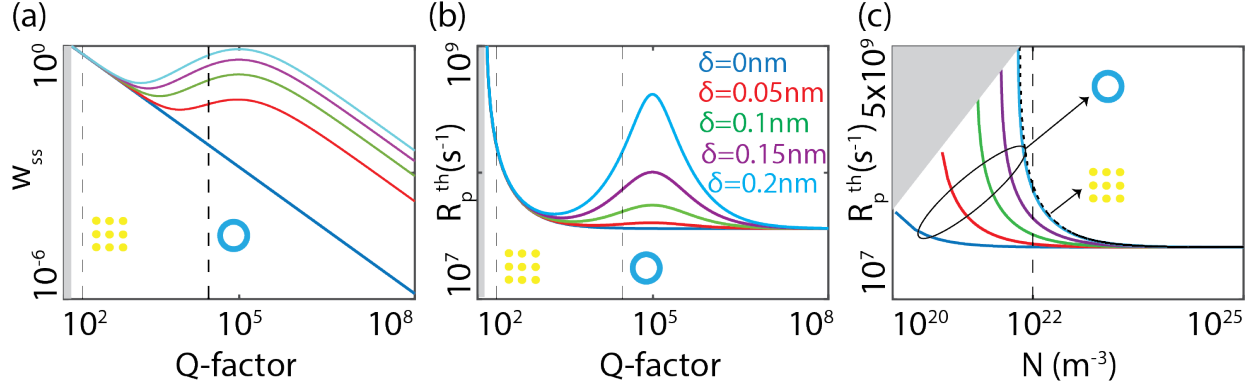 (a)
10⁰
w_ss
10⁻⁶
10² 10⁵ 10⁸
Q-factor
(b)
10⁹
R_p^th(s⁻¹)
10⁷
δ=0nm
δ=0.05nm
δ=0.1nm
δ=0.15nm
δ=0.2nm
10² 10⁵ 10⁸
Q-factor
(c)
5x10⁹
R_p^th(s⁻¹)
10⁷
10²⁰ 10²² 10²⁵
N (m⁻³)